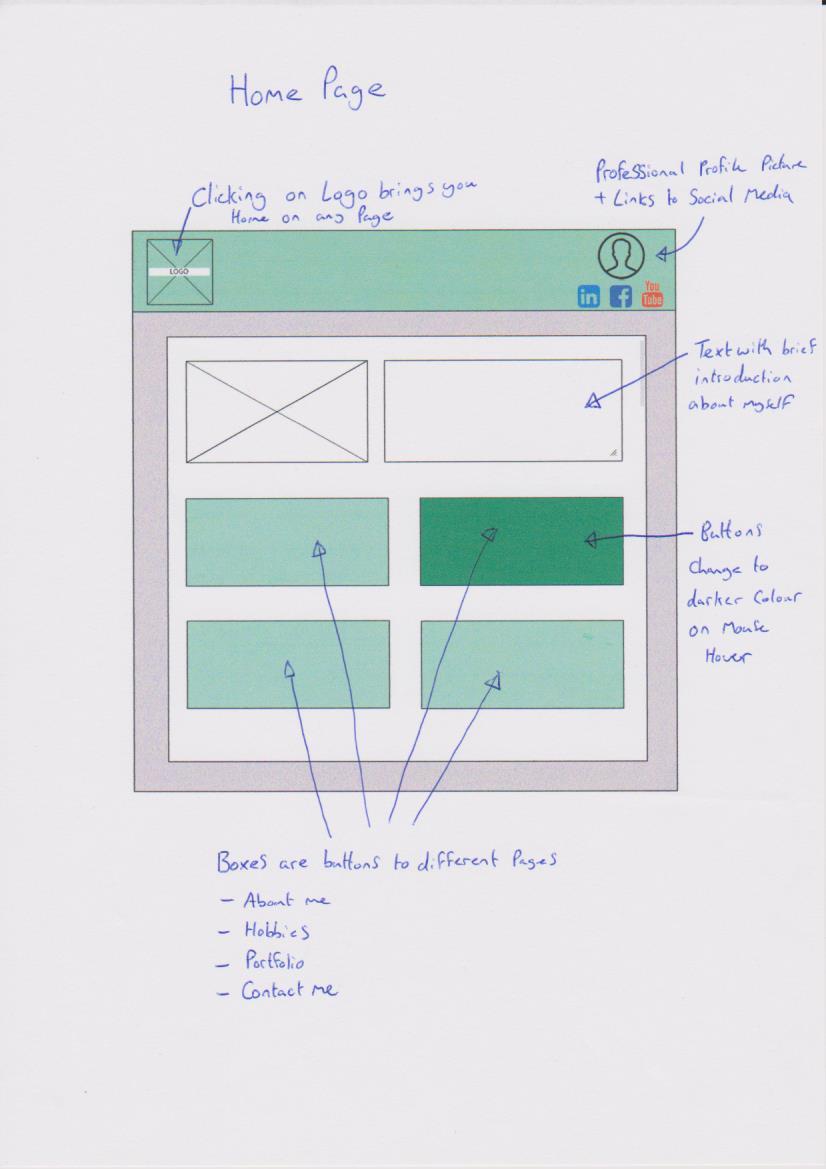 Home Page
Clicking on Logo brings you
Home on any Page
Professional Profile Picture
+ Links to Social Media
LOGO
in
f
You
Tube
Text with brief
introduction
about myself
Buttons
Change to
darker Colour
on Mouse
Hover
Boxes are buttons to different Pages
- About me
- Hobbies
- Portfolio
- Contact me